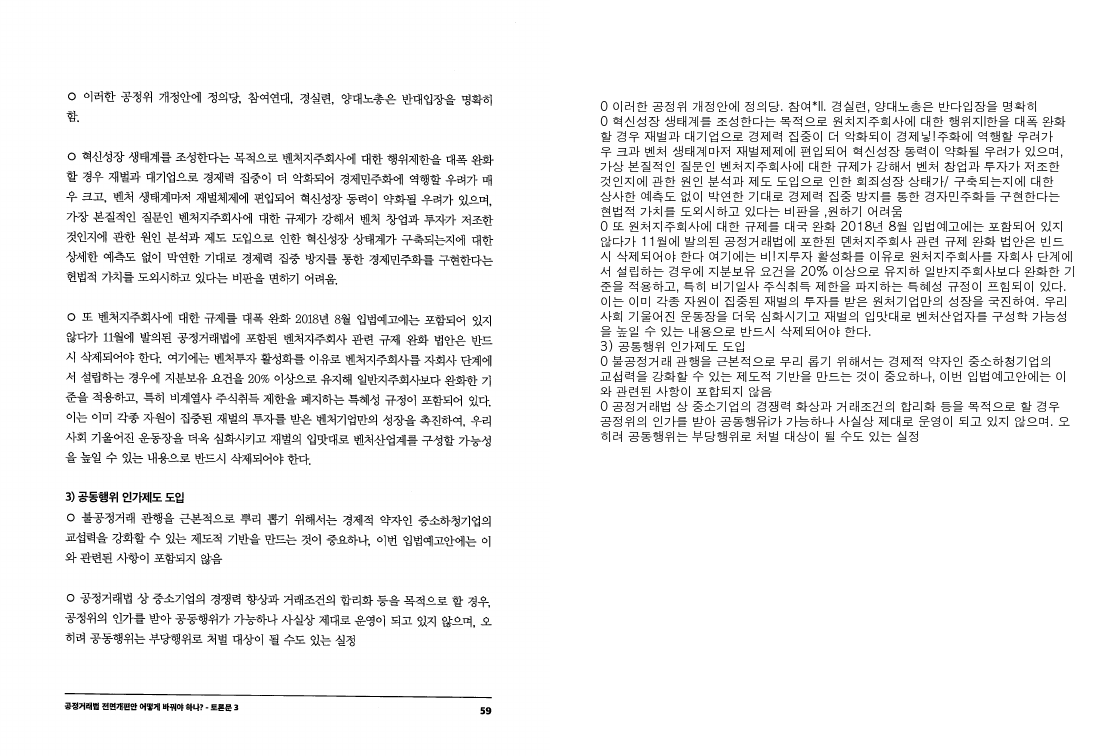 ○ 이러한 공정위 개정안에 정의당, 참여연대, 경실련, 양대노총은 반대입장을 명확히
함.
○ 혁신성장 생태계를 조성한다는 목적으로 벤처지주회사에 대한 행위제한을 대폭 완화
할 경우 재벌과 대기업으로 경제력 집중이 더 악화되어 경제민주화에 역행할 우려가 매
우 크고, 벤처 생태계마저 재벌체제에 편입되어 혁신성장 동력이 약화될 우려가 있으며,
가장 본질적인 질문인 벤처지주회사에 대한 규제가 강해서 벤처 창업과 투자가 저조한
것인지에 관한 원인 분석과 제도 도입으로 인한 혁신성장 상태계가 구축되는지에 대한
상세한 예측도 없이 막연한 기대로 경제력 집중 방지를 통한 경제민주화를 구현한다는
헌법적 가치를 도외시하고 있다는 비판을 면하기 어려움.
○ 또 벤처지주회사에 대한 규제를 대폭 완화 2018년 8월 입법예고에는 포함되어 있지
않다가 11월에 발의된 공정거래법에 포함된 벤처지주회사 관련 규제 완화 법안은 반드
시 삭제되어야 한다. 여기에는 벤처투자 활성화를 이유로 벤처지주회사를 자회사 단계에
서 설립하는 경우에 지분보유 요건을 20% 이상으로 유지해 일반지주회사보다 완화한 기
준을 적용하고, 특히 비계열사 주식취득 제한을 폐지하는 특혜성 규정이 포함되어 있다.
이는 이미 각종 자원이 집중된 재벌의 투자를 받은 벤처기업만의 성장을 촉진하여, 우리
사회 기울어진 운동장을 더욱 심화시키고 재벌의 입맛대로 벤처산업계를 구성할 가능성
을 높일 수 있는 내용으로 반드시 삭제되어야 한다.
3) 공동행위 인가제도 도입
○ 불공정거래 관행을 근본적으로 뿌리 뽑기 위해서는 경제적 약자인 중소하청기업의
교섭력을 강화할 수 있는 제도적 기반을 만드는 것이 중요하나, 이번 입법예고안에는 이
와 관련된 사항이 포함되지 않음
○ 공정거래법 상 중소기업의 경쟁력 향상과 거래조건의 합리화 등을 목적으로 할 경우,
공정위의 인가를 받아 공동행위가 가능하나 사실상 제대로 운영이 되고 있지 않으며, 오
히려 공동행위는 부당행위로 처벌 대상이 될 수도 있는 실정
공정거래법 전면개편안 어떻게 바꿔야 하나? - 토론문 3
59
0 이러한 공정위 개정안에 정의당. 참여*ll. 경실련, 양대노총은 반다입장을 명확히
0 혁신성장 생태계를 조성한다는 목적으로 원치지주회사에 대한 행위지l한을 대폭 완화
할 경우 재벌과 대기업으로 경제력 집중이 더 악화되이 경제닣!주화에 역행할 우려가
우 크과 벤처 생태계마저 재벌제제에 편입되어 혁신성장 동력이 약화될 우려가 있으며,
가상 본질적인 질문인 벤처지주회사에 대한 규제가 강해서 벤처 창업과 투자가 저조한
것인지에 관한 원인 분석과 제도 도입으로 인한 회죄성장 상태가/ 구축되는지에 대한
상사한 예측도 없이 박연한 기대로 경제력 집중 방지를 통한 경자민주화들 구현한다는
현법적 가치를 도외시하고 있다는 비판을 ,원하기 어려움
0 또 원처지주회사에 대한 규제를 대국 완화 2018년 8월 입법예고에는 포함되어 있지
않다가 11월에 발의된 공정거래법에 포한된 덴처지주회사 관련 규제 완화 법안은 빈드
시 삭제되어야 한다 여기에는 비!지투자 활성화를 이유로 원처지주회사를 자회사 단계에
서 설립하는 경우에 지분보유 요건을 20% 이상으로 유지하 일반지주회사보다 완화한 기
준을 적용하고, 특히 비기일사 주식취득 제한을 파지하는 특혜성 규정이 프힘되이 있다.
이는 이미 각종 자원이 집중된 재벌의 투자를 받은 원처기업만의 성장을 국진하여. 우리
사회 기울어진 운동장을 더욱 심화시기고 재벌의 입맛대로 벤처산업자를 구성학 가능성
을 높일 수 있는 내용으로 반드시 삭제되어야 한다.
3) 공통행위 인가제도 도입
0 불공정거래 관행을 근본적으로 무리 롭기 위해서는 경제적 약자인 중소하청기업의
교섭력을 강화할 수 있는 제도적 기반을 만드는 것이 중요하나, 이번 입법예고안에는 이
와 관련된 사항이 포합되지 않음
0 공정거래법 상 중소기업의 경쟁력 화상과 거래조건의 합리화 등을 목적으로 할 경우
공정위의 인가를 받아 공동행유i가 가능하나 사실상 제대로 운영이 되고 있지 않으며. 오
히려 공동행위는 부당행위로 처벌 대상이 될 수도 있는 실정